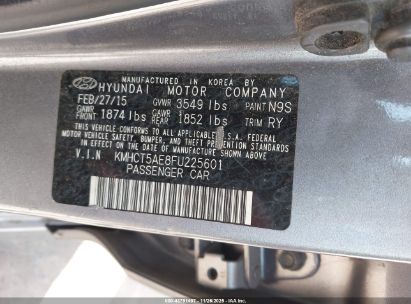 MANUFACTURED IN KOREA BY
HYUNDAI MOTOR COMPANY
FEB/27/15 GVWR 3549 lbs PAINT N9S
GAWR FRONT 1874 lbs GAWR REAR 1852 lbs TRIM RY
THIS VEHICLE CONFORMS TO ALL APPLICABLE U.S.A. FEDERAL
MOTOR VEHICLE SAFETY, BUMPER, AND THEFT PREVENTION
STANDARDS IN EFFECT ON THE DATE OF MANUFACTURE SHOWN ABOVE.
V.I.N KMHCT5AE8FU225601
PASSENGER CAR